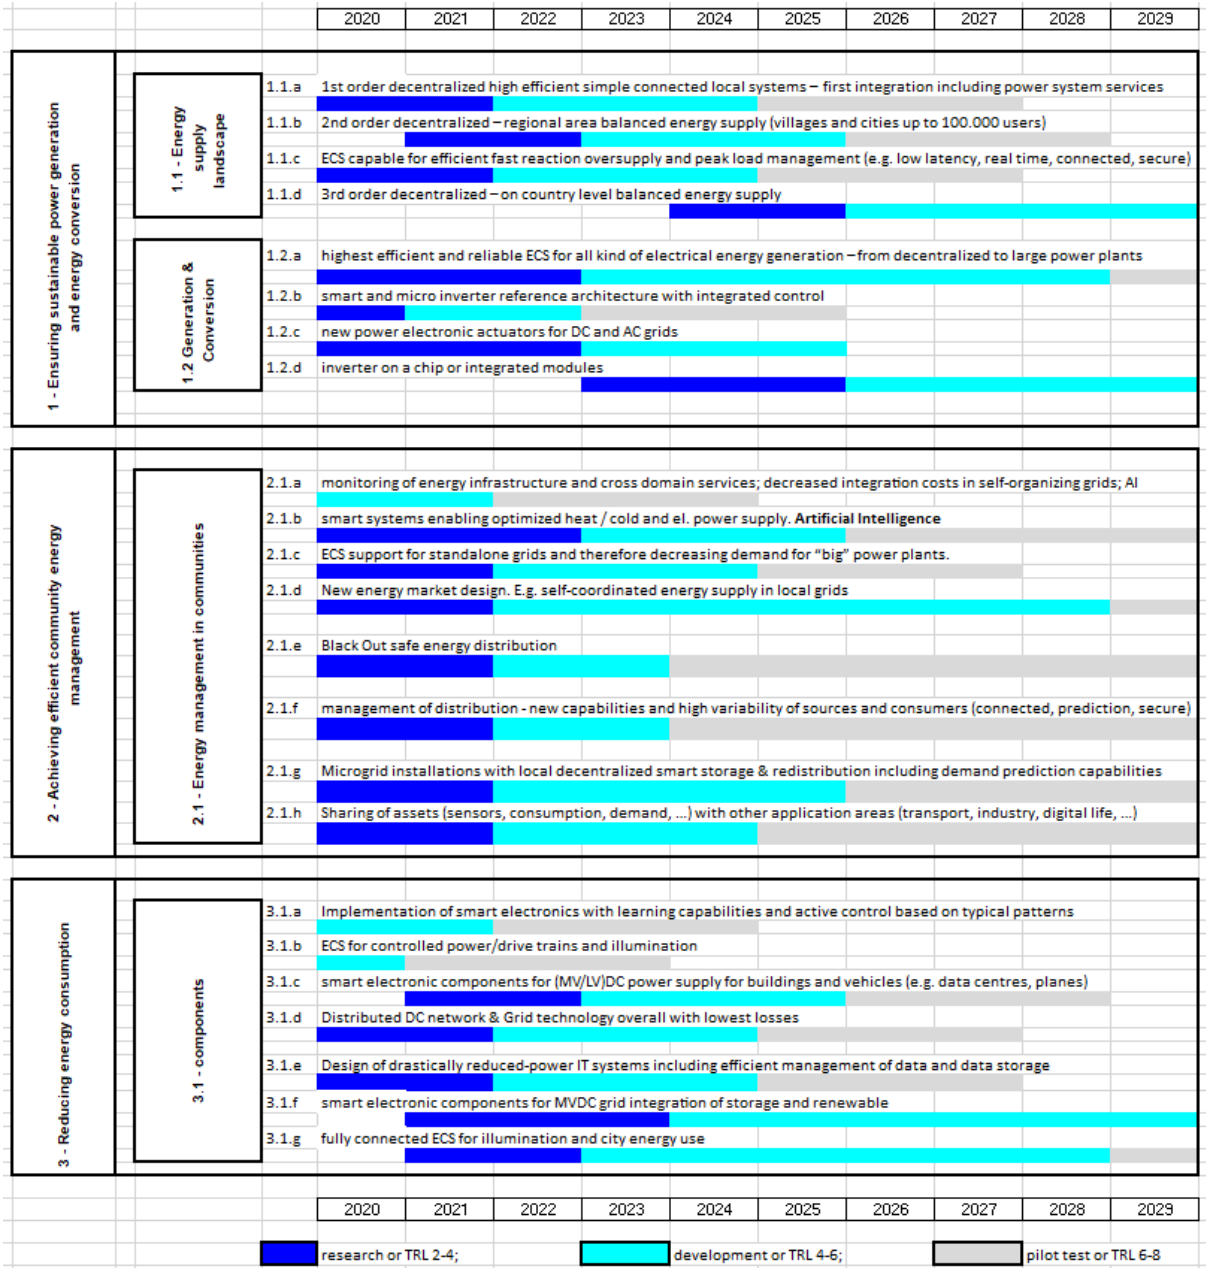 2020 2021 2022 2023 2024 2025 2026 2027 2028 2029
1 - Ensuring sustainable power generation
and energy conversion
1.1 - Energy
supply
landscape
1.1.a 1st order decentralized high efficient simple connected local systems – first integration including power system services
1.1.b 2nd order decentralized – regional area balanced energy supply (villages and cities up to 100.000 users)
1.1.c ECS capable for efficient fast reaction oversupply and peak load management (e.g. low latency, real time, connected, secure)
1.1.d 3rd order decentralized – on country level balanced energy supply
1.2 Generation &
Conversion
1.2.a highest efficient and reliable ECS for all kind of electrical energy generation – from decentralized to large power plants
1.2.b smart and micro inverter reference architecture with integrated control
1.2.c new power electronic actuators for DC and AC grids
1.2.d inverter on a chip or integrated modules
2 - Achieving efficient community energy
management
2.1 - Energy management in communities
2.1.a monitoring of energy infrastructure and cross domain services; decreased integration costs in self-organizing grids; AI
2.1.b smart systems enabling optimized heat / cold and el. power supply. Artificial Intelligence
2.1.c ECS support for standalone grids and therefore decreasing demand for “big” power plants.
2.1.d New energy market design. E.g. self-coordinated energy supply in local grids
2.1.e Black Out safe energy distribution
2.1.f management of distribution - new capabilities and high variability of sources and consumers (connected, prediction, secure)
2.1.g Microgrid installations with local decentralized smart storage & redistribution including demand prediction capabilities
2.1.h Sharing of assets (sensors, consumption, demand, ...) with other application areas (transport, industry, digital life, ...)
3 - Reducing energy consumption
3.1 - components
3.1.a Implementation of smart electronics with learning capabilities and active control based on typical patterns
3.1.b ECS for controlled power/drive trains and illumination
3.1.c smart electronic components for (MV/LV)DC power supply for buildings and vehicles (e.g. data centres, planes)
3.1.d Distributed DC network & Grid technology overall with lowest losses
3.1.e Design of drastically reduced-power IT systems including efficient management of data and data storage
3.1.f smart electronic components for MVDC grid integration of storage and renewable
3.1.g fully connected ECS for illumination and city energy use
2020 2021 2022 2023 2024 2025 2026 2027 2028 2029
research or TRL 2-4; development or TRL 4-6; pilot test or TRL 6-8